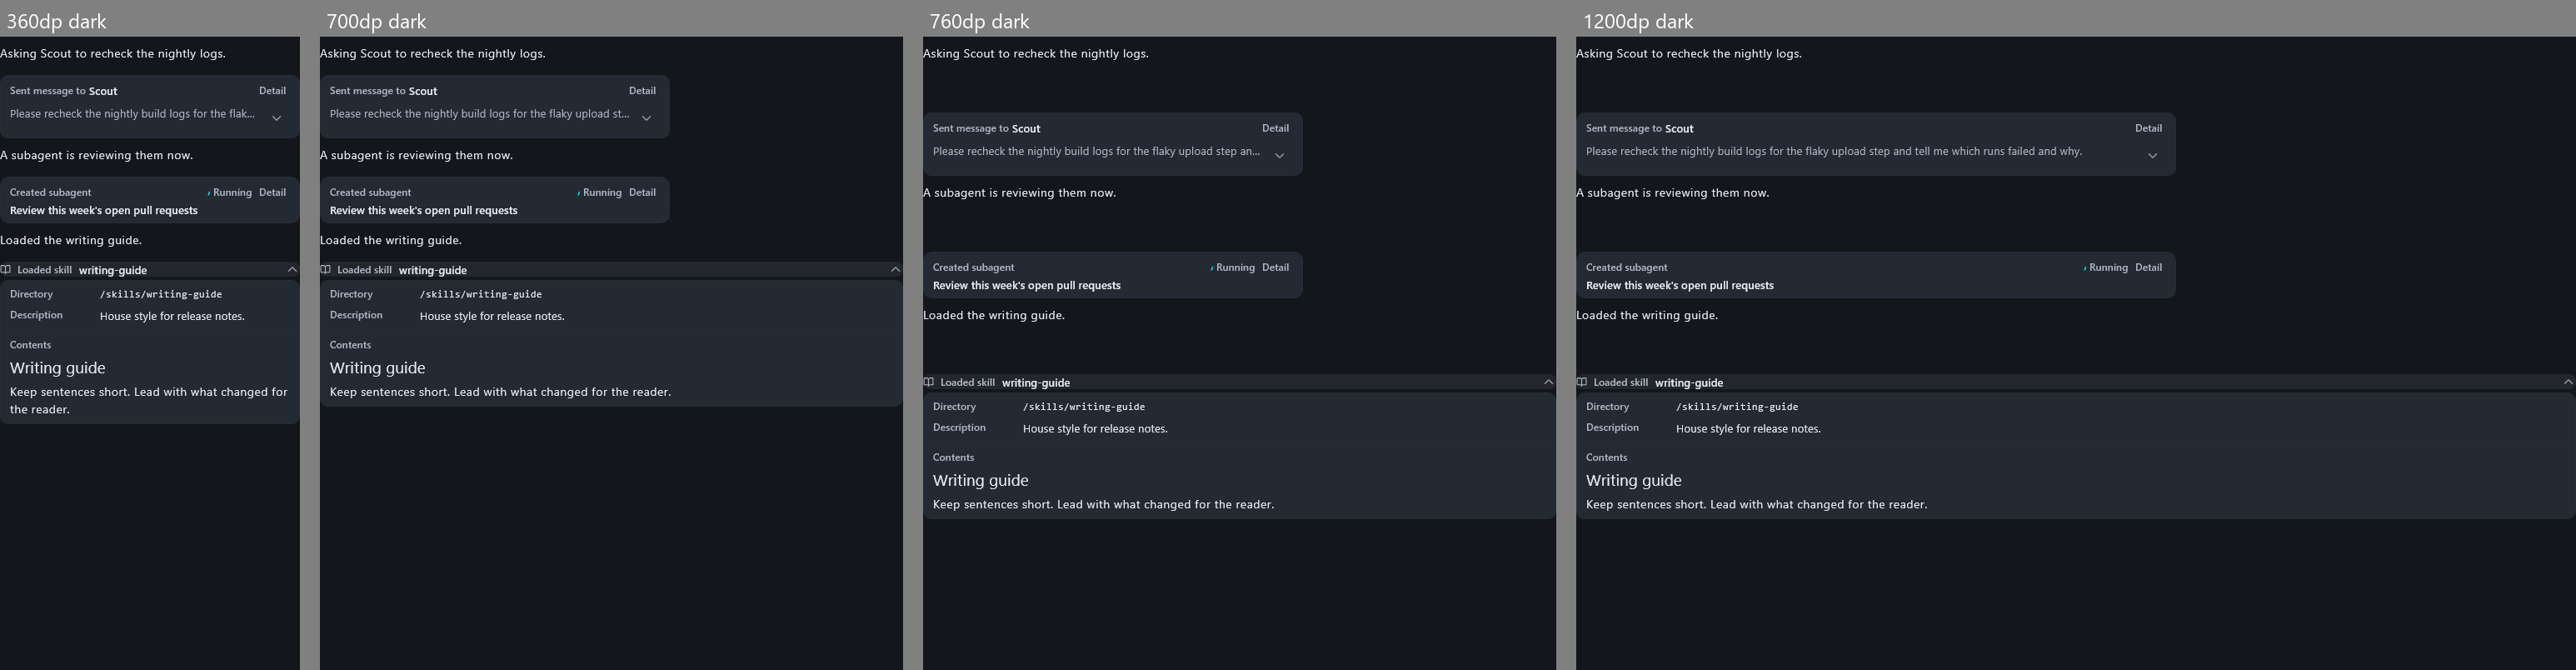 360dp dark
Asking Scout to recheck the nightly logs.
Sent message to Scout Detail
Please recheck the nightly build logs for the flak...
A subagent is reviewing them now.
Created subagent Running Detail
Review this week's open pull requests
Loaded the writing guide.
Loaded skill writing-guide
Directory /skills/writing-guide
Description House style for release notes.
Contents
Writing guide
Keep sentences short. Lead with what changed for
the reader.
700dp dark
Asking Scout to recheck the nightly logs.
Sent message to Scout Detail
Please recheck the nightly build logs for the flaky upload st...
A subagent is reviewing them now.
Created subagent Running Detail
Review this week's open pull requests
Loaded the writing guide.
Loaded skill writing-guide
Directory /skills/writing-guide
Description House style for release notes.
Contents
Writing guide
Keep sentences short. Lead with what changed for the reader.
760dp dark
Asking Scout to recheck the nightly logs.
Sent message to Scout Detail
Please recheck the nightly build logs for the flaky upload step an...
A subagent is reviewing them now.
Created subagent Running Detail
Review this week's open pull requests
Loaded the writing guide.
Loaded skill writing-guide
Directory /skills/writing-guide
Description House style for release notes.
Contents
Writing guide
Keep sentences short. Lead with what changed for the reader.
1200dp dark
Asking Scout to recheck the nightly logs.
Sent message to Scout Detail
Please recheck the nightly build logs for the flaky upload step and tell me which runs failed and why.
A subagent is reviewing them now.
Created subagent Running Detail
Review this week's open pull requests
Loaded the writing guide.
Loaded skill writing-guide
Directory /skills/writing-guide
Description House style for release notes.
Contents
Writing guide
Keep sentences short. Lead with what changed for the reader.